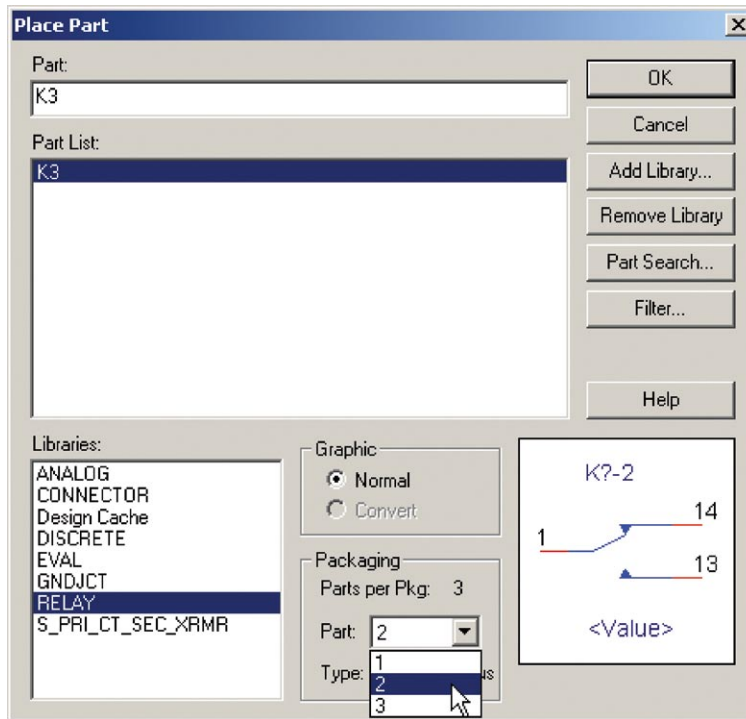 Place Part
Part:
K3
Part List:
K3
OK
Cancel
Add Library...
Remove Library
Part Search...
Filter...
Help
Libraries:
ANALOG
CONNECTOR
Design Cache
DISCRETE
EVAL
GNDJCT
RELAY
S_PRI_CT_SEC_XRMR
Graphic
Normal
Convert
Packaging
Parts per Pkg: 3
Part: 2
Type:
1
2
3
K?-2
14
1
13
<Value>